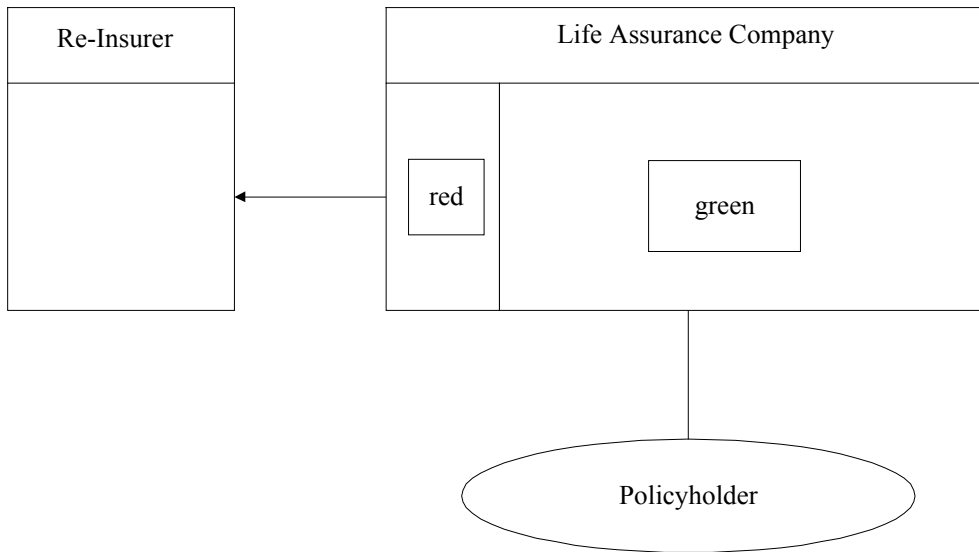 Re-Insurer
Life Assurance Company
red
green
Policyholder